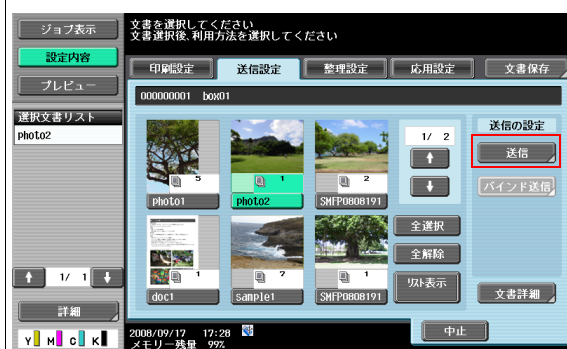 ジョブ表示
設定内容
プレビュー
選択文書リスト
photo2
1/ 1
詳細
Y M C K
文書を選択してください
文書選択後､利用方法を選択してください
印刷設定
送信設定
整理設定
応用設定
文書保存
000000001 box01
5
photo1
1
photo2
2
SMFP0808191
1
doc1
7
sample1
1
SMFP0808191
1/ 2
全選択
全解除
リスト表示
送信の設定
送信
バインド送信
文書詳細
中止
2008/09/17 17:28
メモリー残量 99%